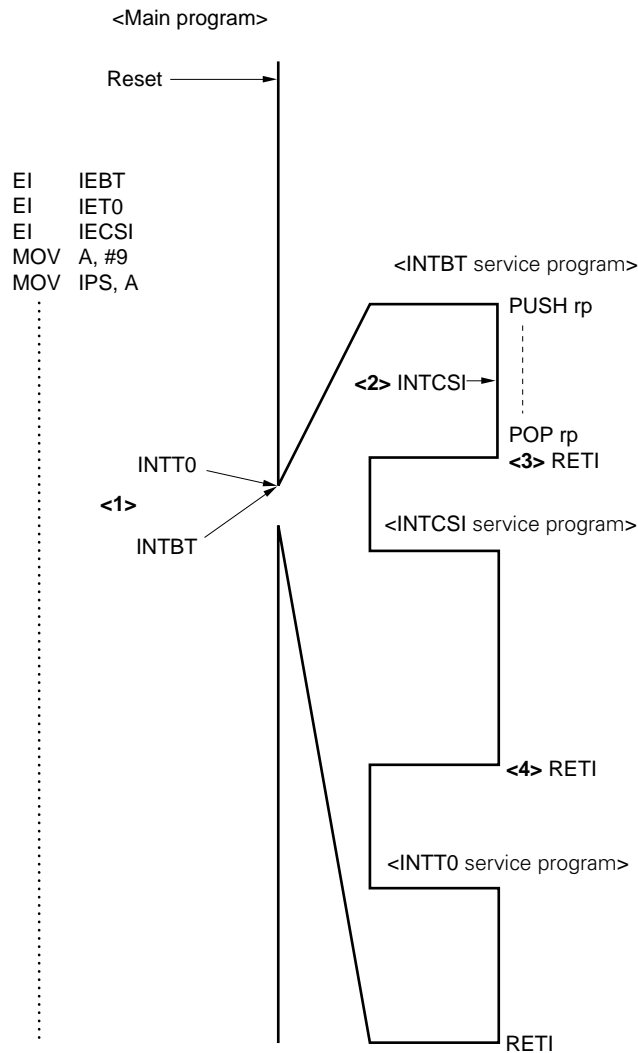 <Main program>
Reset
EI IEBT
EI IET0
EI IECSI
MOV A, #9
MOV IPS, A
<INTBT service program>
PUSH rp
<2> INTCSI
POP rp
<3> RETI
INTT0
<1>
INTBT
<INTCSI service program>
<4> RETI
<INTT0 service program>
RETI